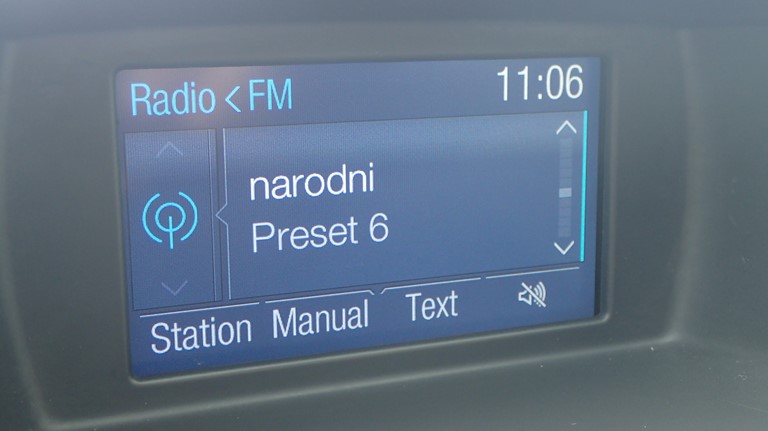 Radio < FM 11:06
narodni
Preset 6
Station Manual Text